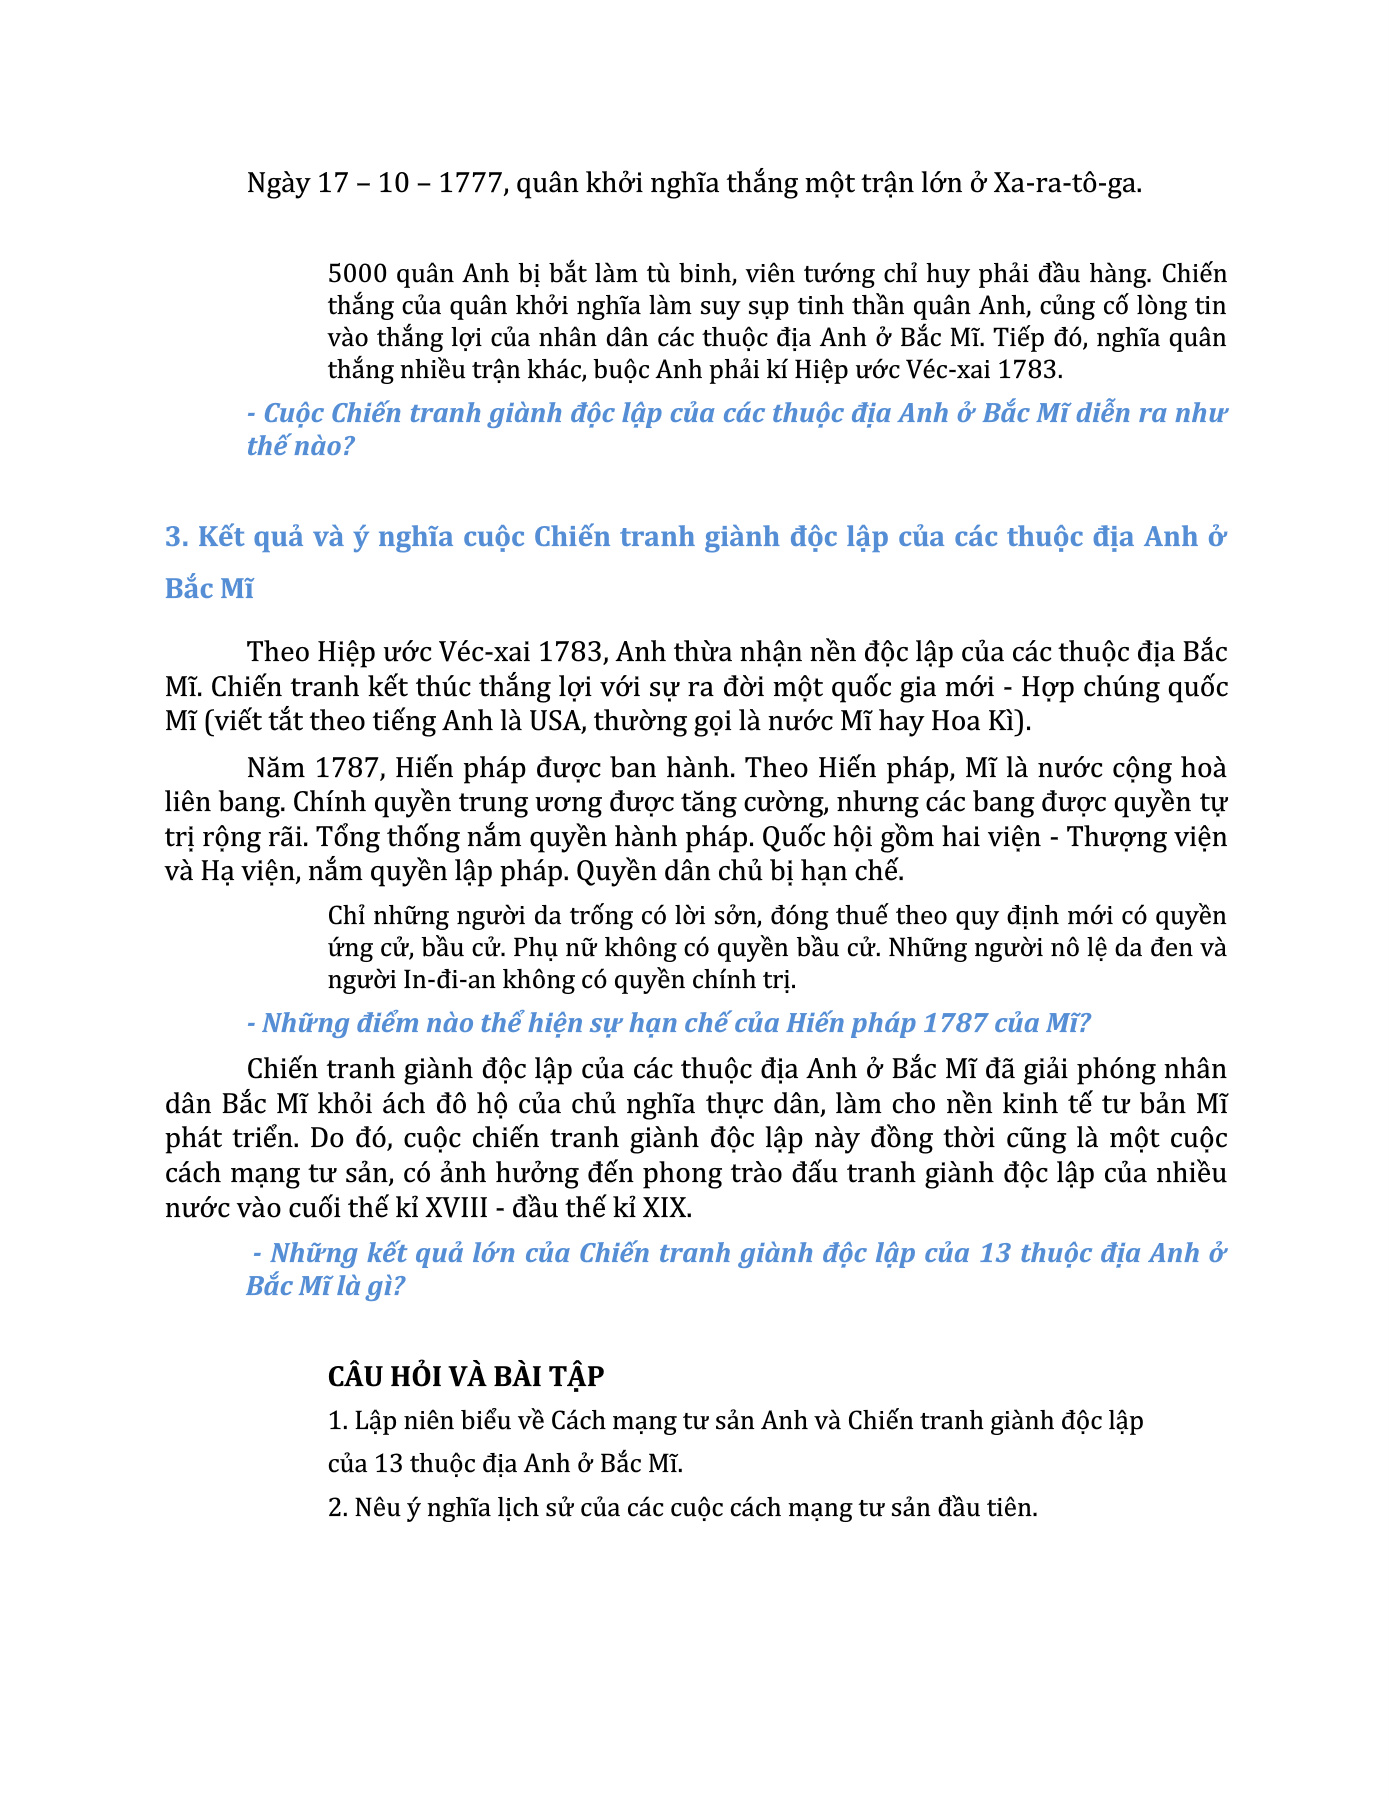 Ngày 17 – 10 – 1777, quân khởi nghĩa thắng một trận lớn ở Xa-ra-tô-ga.
5000 quân Anh bị bắt làm tù binh, viên tướng chỉ huy phải đầu hàng. Chiến
thắng của quân khởi nghĩa làm suy sụp tinh thần quân Anh, củng cố lòng tin
vào thắng lợi của nhân dân các thuộc địa Anh ở Bắc Mĩ. Tiếp đó, nghĩa quân
thắng nhiều trận khác, buộc Anh phải kí Hiệp ước Véc-xai 1783.
- Cuộc Chiến tranh giành độc lập của các thuộc địa Anh ở Bắc Mĩ diễn ra như
thế nào?
3. Kết quả và ý nghĩa cuộc Chiến tranh giành độc lập của các thuộc địa Anh ở
Bắc Mĩ
Theo Hiệp ước Véc-xai 1783, Anh thừa nhận nền độc lập của các thuộc địa Bắc
Mĩ. Chiến tranh kết thúc thắng lợi với sự ra đời một quốc gia mới - Hợp chúng quốc
Mĩ (viết tắt theo tiếng Anh là USA, thường gọi là nước Mĩ hay Hoa Kì).
Năm 1787, Hiến pháp được ban hành. Theo Hiến pháp, Mĩ là nước cộng hoà
liên bang. Chính quyền trung ương được tăng cường, nhưng các bang được quyền tự
trị rộng rãi. Tổng thống nắm quyền hành pháp. Quốc hội gồm hai viện - Thượng viện
và Hạ viện, nắm quyền lập pháp. Quyền dân chủ bị hạn chế.
Chỉ những người da trống có lời sởn, đóng thuế theo quy định mới có quyền
ứng cử, bầu cử. Phụ nữ không có quyền bầu cử. Những người nô lệ da đen và
người In-đi-an không có quyền chính trị.
- Những điểm nào thể hiện sự hạn chế của Hiến pháp 1787 của Mĩ?
Chiến tranh giành độc lập của các thuộc địa Anh ở Bắc Mĩ đã giải phóng nhân
dân Bắc Mĩ khỏi ách đô hộ của chủ nghĩa thực dân, làm cho nền kinh tế tư bản Mĩ
phát triển. Do đó, cuộc chiến tranh giành độc lập này đồng thời cũng là một cuộc
cách mạng tư sản, có ảnh hưởng đến phong trào đấu tranh giành độc lập của nhiều
nước vào cuối thế kỉ XVIII - đầu thế kỉ XIX.
- Những kết quả lớn của Chiến tranh giành độc lập của 13 thuộc địa Anh ở
Bắc Mĩ là gì?
CÂU HỎI VÀ BÀI TẬP
1. Lập niên biểu về Cách mạng tư sản Anh và Chiến tranh giành độc lập
của 13 thuộc địa Anh ở Bắc Mĩ.
2. Nêu ý nghĩa lịch sử của các cuộc cách mạng tư sản đầu tiên.